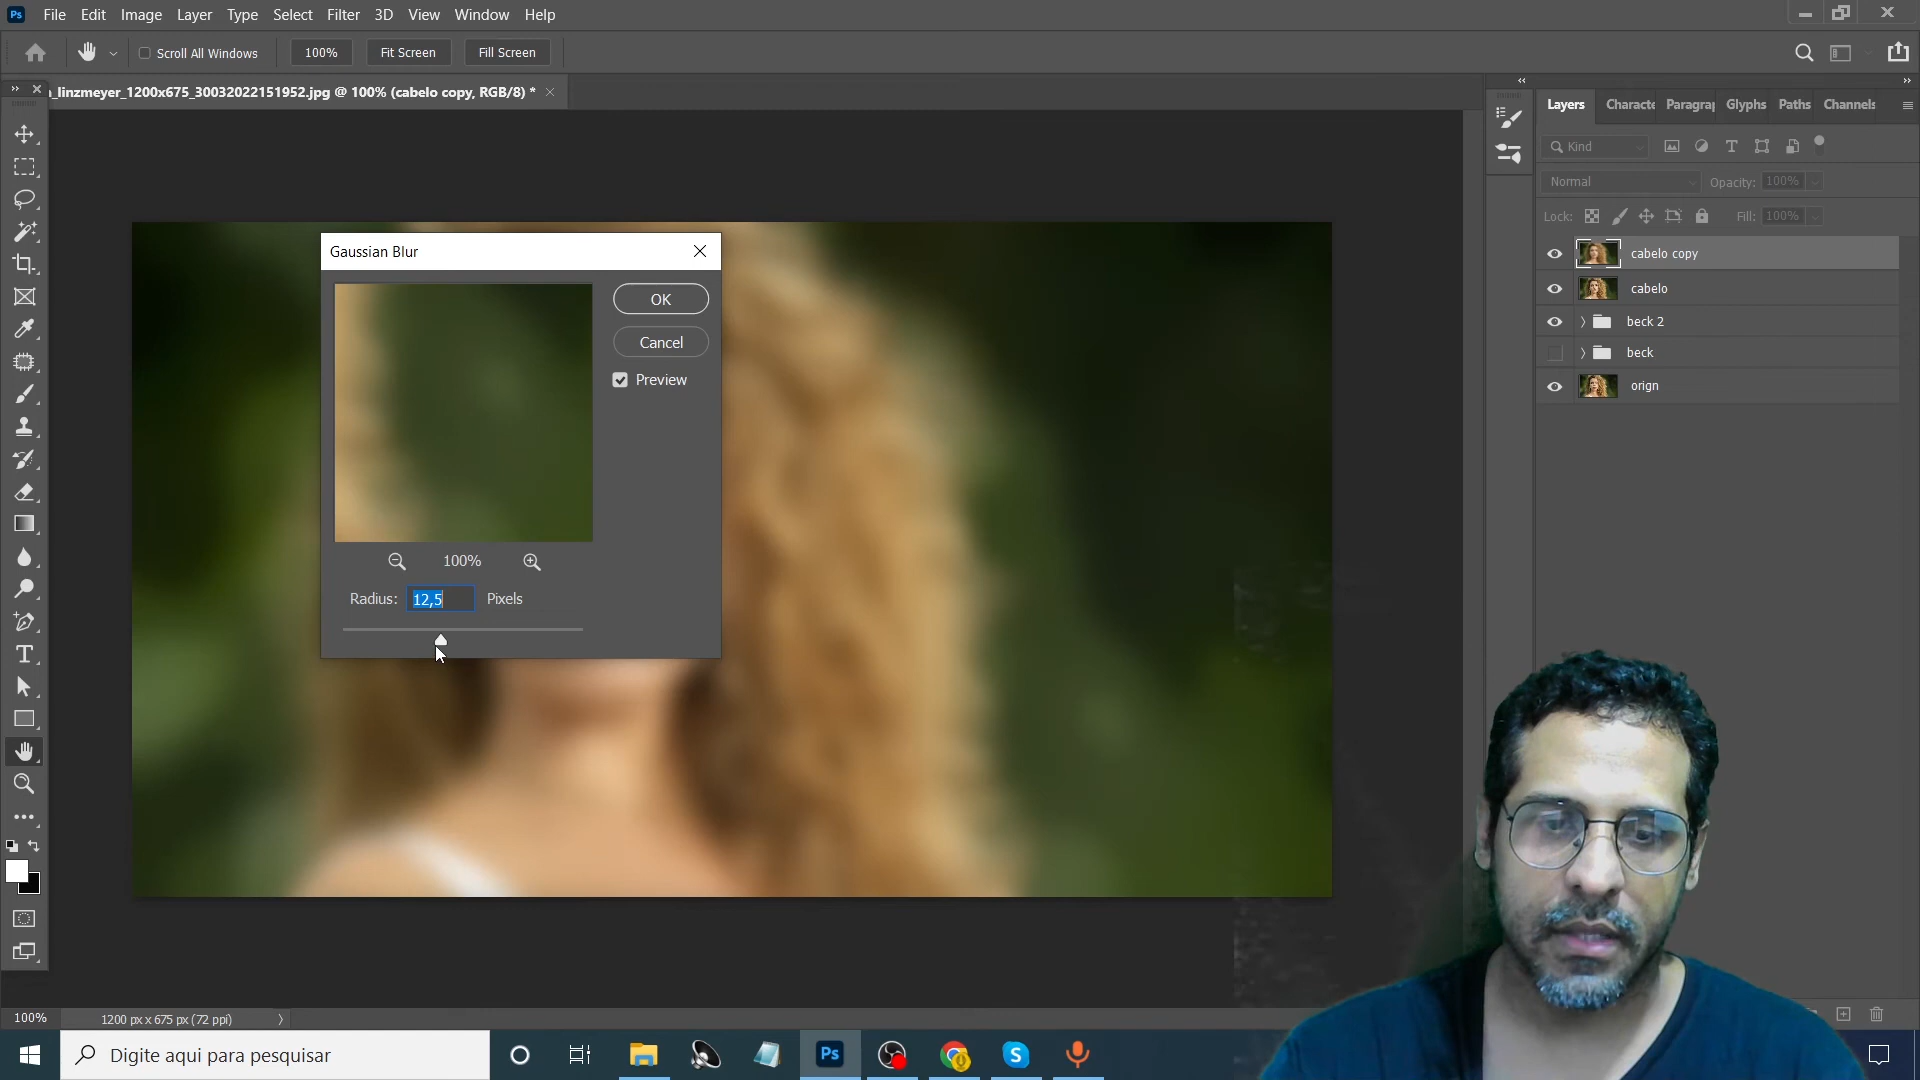 Ps File Edit Image Layer Type Select Filter 3D View Window Help
Scroll All Windows 100% Fit Screen Fill Screen
_linzmeyer_1200x675_30032022151952.jpg @ 100% (cabelo copy, RGB/8) *
Layers Characte Paragrap Glyphs Paths Channels
Kind
Normal Opacity: 100%
Lock: Fill: 100%
cabelo copy
cabelo
beck 2
beck
orign
Gaussian Blur
OK
Cancel
Preview
100%
Radius: 12,5 Pixels
100% 1200 px x 675 px (72 ppi)
Digite aqui para pesquisar
Ps